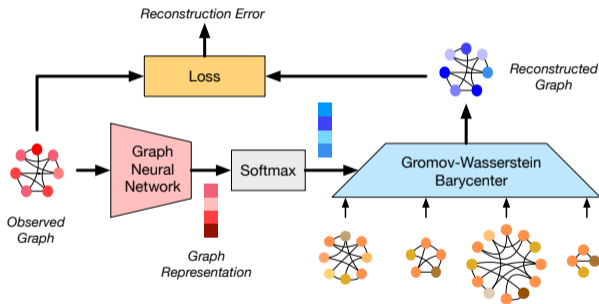 Reconstruction Error
Loss
Reconstructed
Graph
Graph
Neural
Network
Softmax
Gromov-Wasserstein
Barycenter
Observed
Graph
Graph
Representation